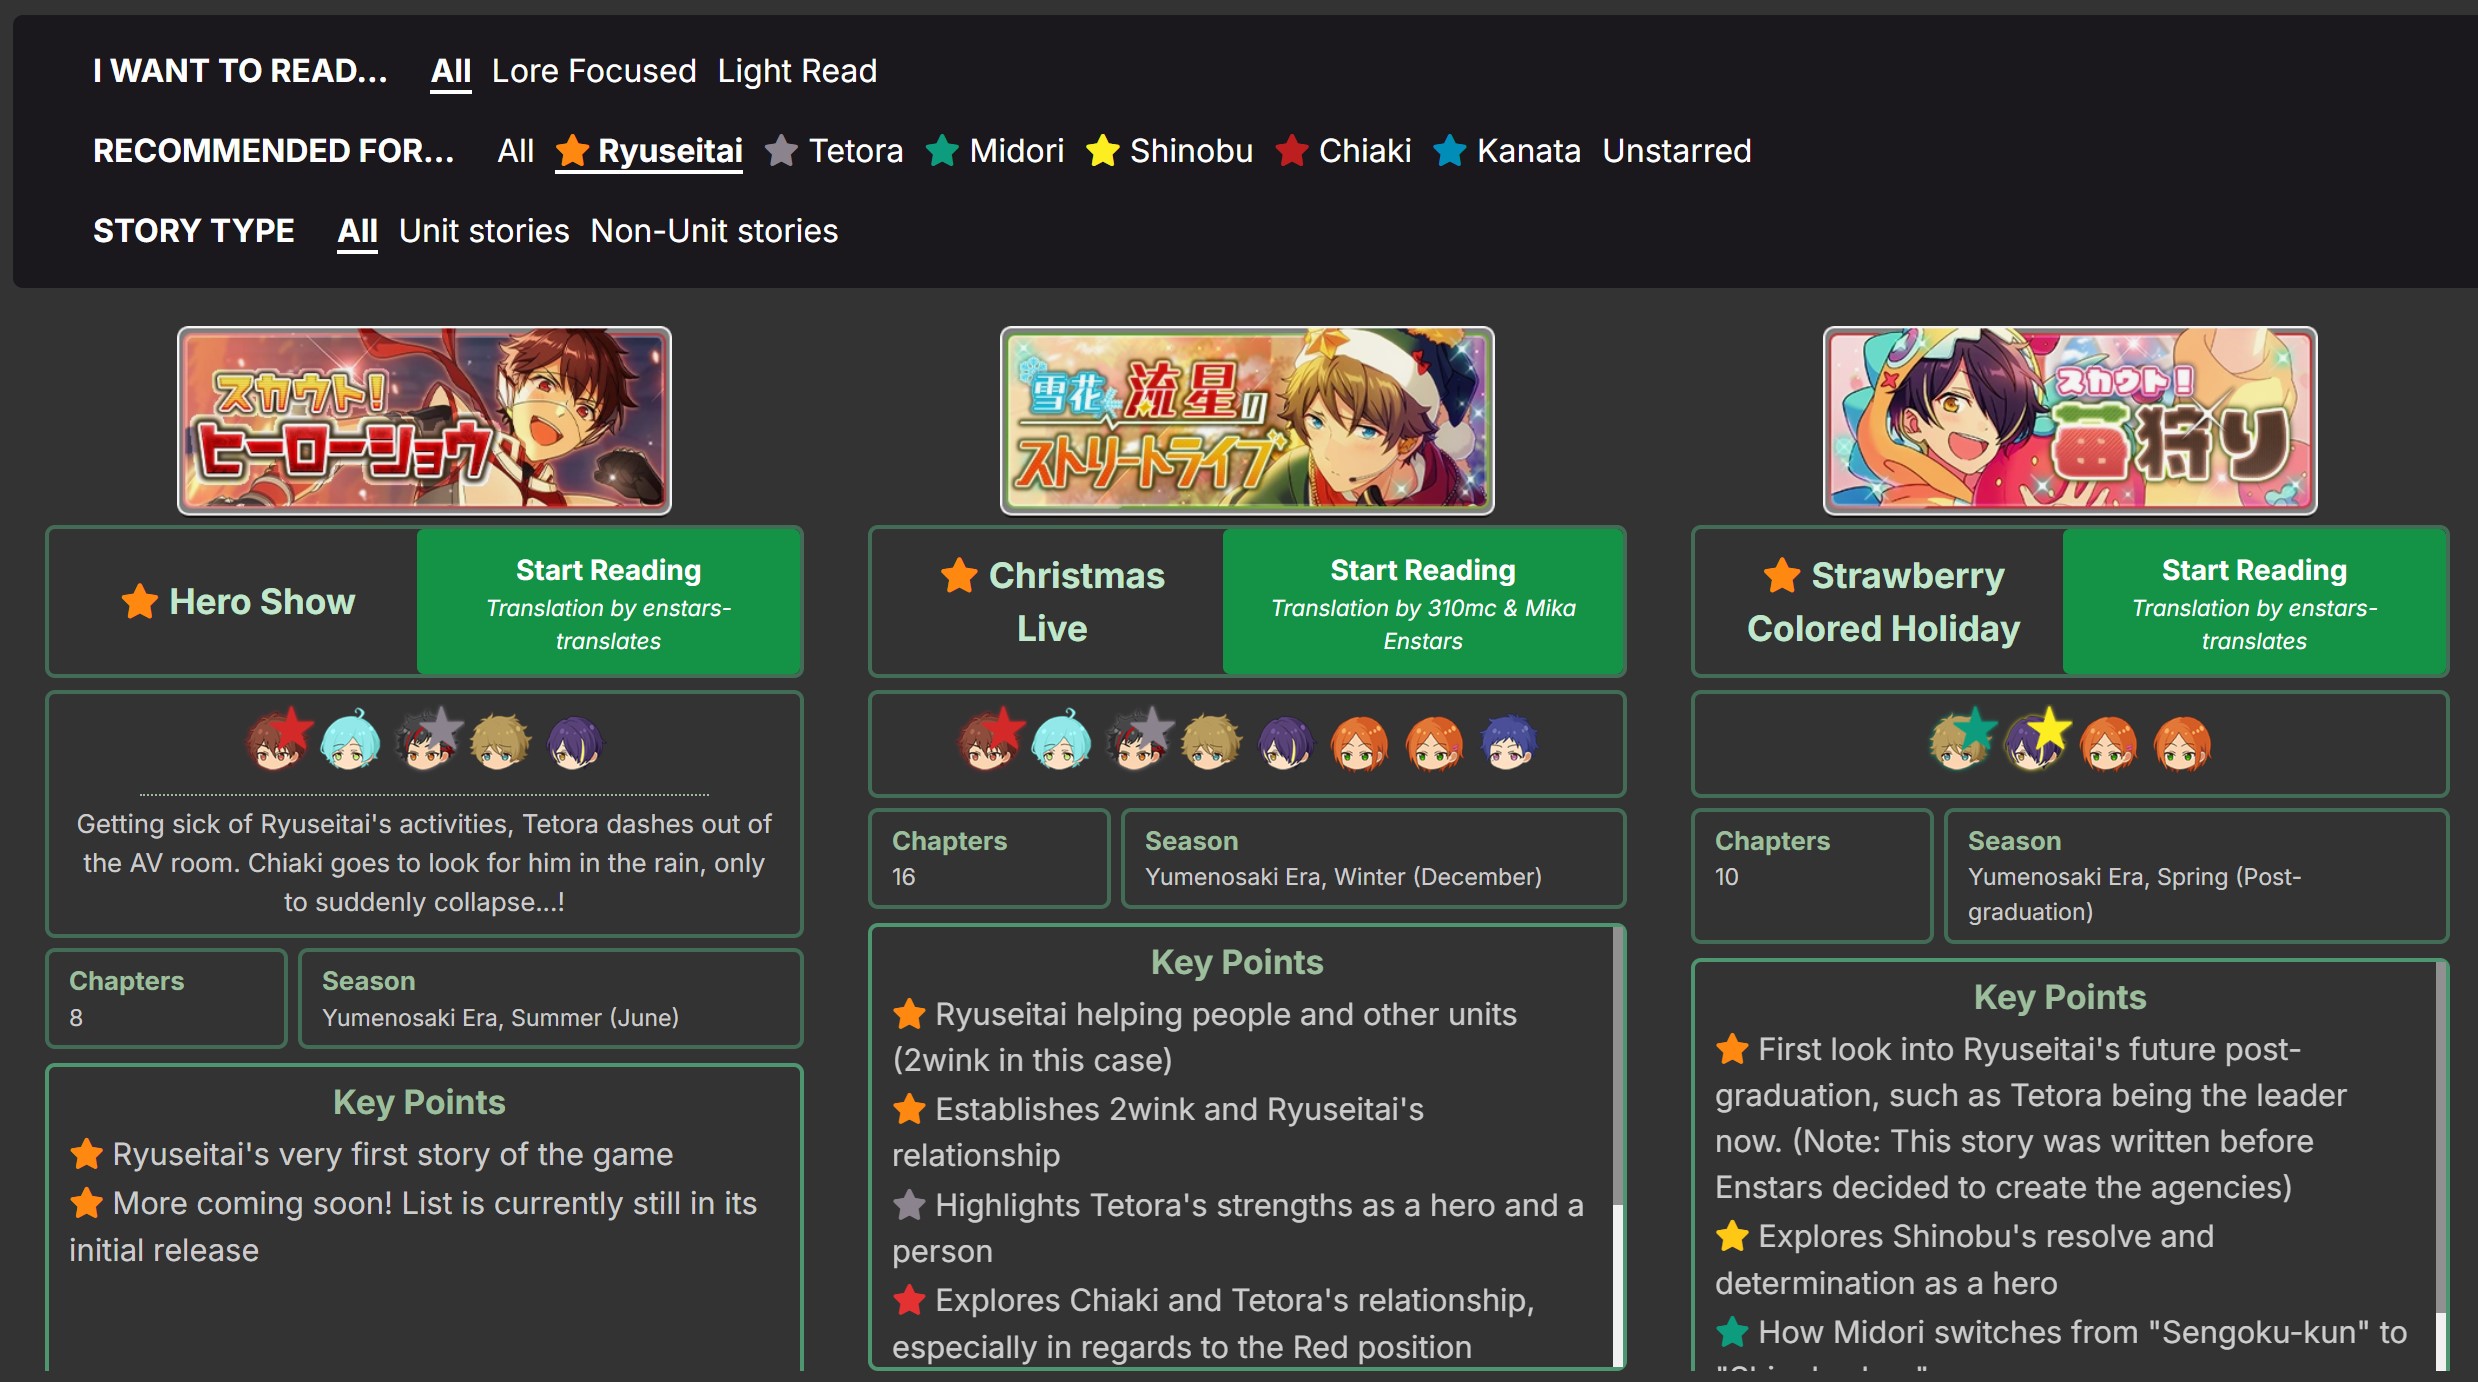 I WANT TO READ... All Lore Focused Light Read
RECOMMENDED FOR... All Ryuseitai Tetora Midori Shinobu Chiaki Kanata Unstarred
STORY TYPE All Unit stories Non-Unit stories
スカウト!
ヒーローショウ
Hero Show
Start Reading
Translation by enstars-
translates
Getting sick of Ryuseitai's activities, Tetora dashes out of
the AV room. Chiaki goes to look for him in the rain, only
to suddenly collapse...!
Chapters
8
Season
Yumenosaki Era, Summer (June)
Key Points
Ryuseitai's very first story of the game
More coming soon! List is currently still in its
initial release
雪花と流星の
ストリートライブ
Christmas
Live
Start Reading
Translation by 310mc & Mika
Enstars
Chapters
16
Season
Yumenosaki Era, Winter (December)
Key Points
Ryuseitai helping people and other units
(2wink in this case)
Establishes 2wink and Ryuseitai's
relationship
Highlights Tetora's strengths as a hero and a
person
Explores Chiaki and Tetora's relationship,
especially in regards to the Red position
スカウト!
苺狩り
Strawberry
Colored Holiday
Start Reading
Translation by enstars-
translates
Chapters
10
Season
Yumenosaki Era, Spring (Post-
graduation)
Key Points
First look into Ryuseitai's future post-
graduation, such as Tetora being the leader
now. (Note: This story was written before
Enstars decided to create the agencies)
Explores Shinobu's resolve and
determination as a hero
How Midori switches from "Sengoku-kun" to